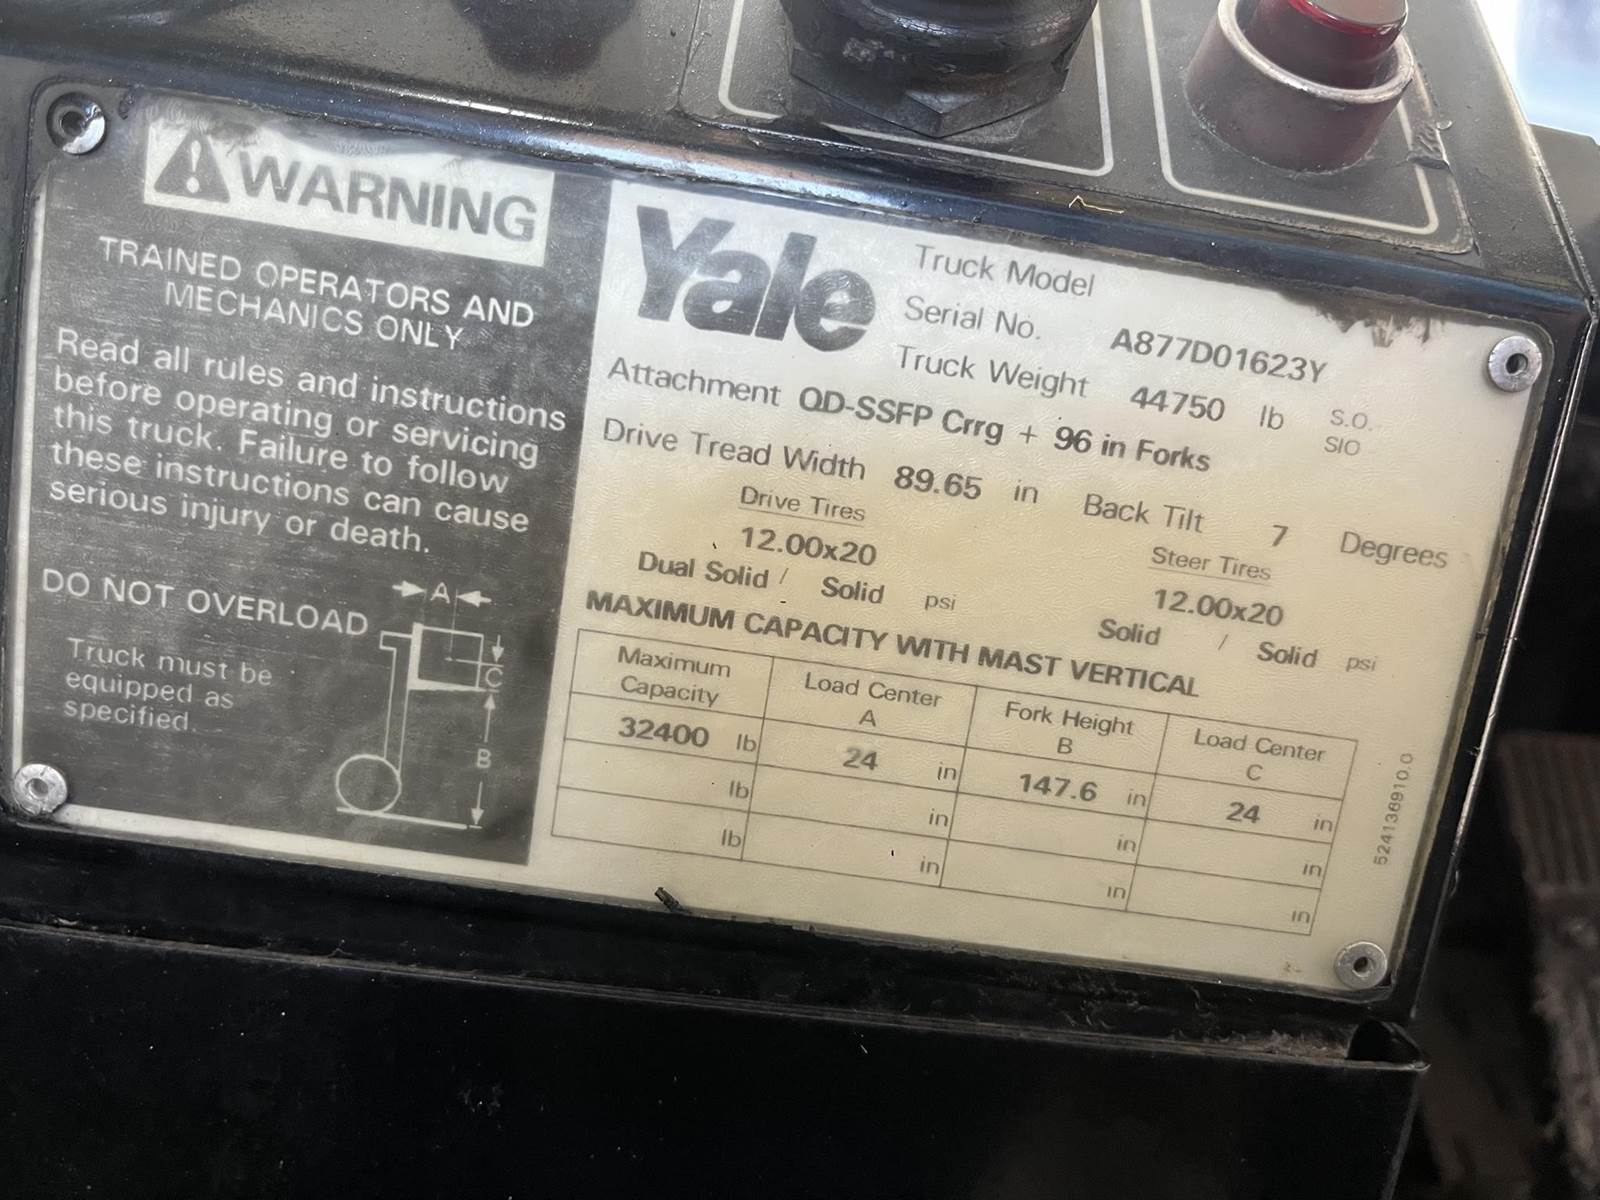 WARNING
TRAINED OPERATORS AND
MECHANICS ONLY
Read all rules and instructions
before operating or servicing
this truck. Failure to follow
these instructions can cause
serious injury or death.
DO NOT OVERLOAD
Truck must be
equipped as
specified.
A
C
B
Yale
Truck Model
Serial No. A877D01623Y
Truck Weight 44750 lb S.O.
SIO
Attachment QD-SSFP Crrg + 96 in Forks
Drive Tread Width 89.65 in Back Tilt 7 Degrees
Drive Tires Steer Tires
12.00x20 12.00x20
Dual Solid / Solid psi Solid / Solid psi
MAXIMUM CAPACITY WITH MAST VERTICAL
Maximum Capacity Load Center A Fork Height B Load Center C
32400 lb 24 in 147.6 in 24 in
lb in in in
lb in in in
524136910.0